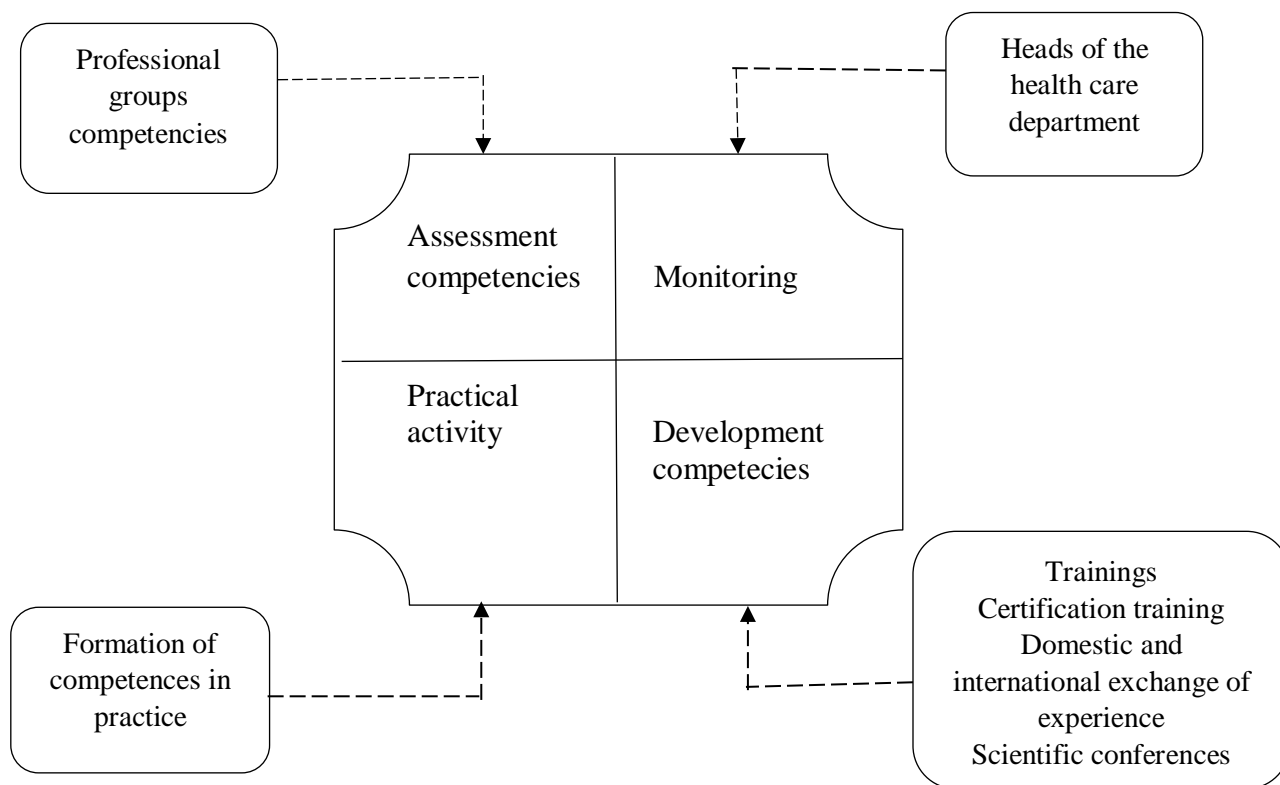 Professional
groups
competencies
Heads of the
health care
department
Assessment
competencies
Monitoring
Practical
activity
Development
competecies
Formation of
competences in
practice
Trainings
Certification training
Domestic and
international exchange of
experience
Scientific conferences